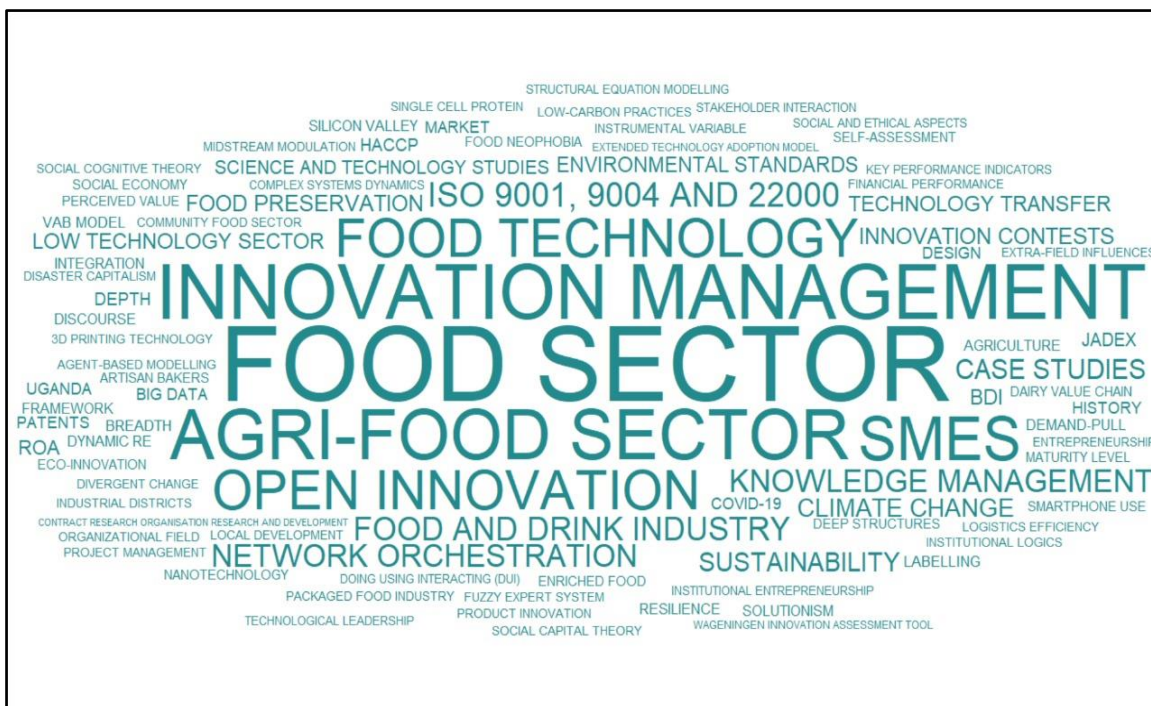 STRUCTURAL EQUATION MODELLING
SINGLE CELL PROTEIN
LOW-CARBON PRACTICES
STAKEHOLDER INTERACTION
SILICON VALLEY
MARKET
INSTRUMENTAL VARIABLE
SOCIAL AND ETHICAL ASPECTS
MIDSTREAM MODULATION
HACCP
FOOD NEOPHOBIA
EXTENDED TECHNOLOGY ADOPTION MODEL
SELF-ASSESSMENT
SOCIAL COGNITIVE THEORY
SCIENCE AND TECHNOLOGY STUDIES
ENVIRONMENTAL STANDARDS
KEY PERFORMANCE INDICATORS
SOCIAL ECONOMY
COMPLEX SYSTEMS DYNAMICS
FINANCIAL PERFORMANCE
PERCEIVED VALUE
FOOD PRESERVATION
ISO 9001, 9004 AND 22000
TECHNOLOGY TRANSFER
VAB MODEL
COMMUNITY FOOD SECTOR
LOW TECHNOLOGY SECTOR
FOOD TECHNOLOGY
INNOVATION CONTESTS
INTEGRATION
DESIGN
EXTRA-FIELD INFLUENCES
DISASTER CAPITALISM
DEPTH
INNOVATION MANAGEMENT
DISCOURSE
3D PRINTING TECHNOLOGY
FOOD SECTOR
AGRICULTURE
JADEX
AGENT-BASED MODELLING
CASE STUDIES
ARTISAN BAKERS
UGANDA
BIG DATA
BDI
DAIRY VALUE CHAIN
FRAMEWORK
HISTORY
PATENTS
BREADTH
AGRI-FOOD SECTOR
SMES
DEMAND-PULL
ROA
DYNAMIC RE
ENTREPRENEURSHIP
MATURITY LEVEL
ECO-INNOVATION
DIVERGENT CHANGE
OPEN INNOVATION
KNOWLEDGE MANAGEMENT
INDUSTRIAL DISTRICTS
COVID-19
CLIMATE CHANGE
SMARTPHONE USE
CONTRACT RESEARCH ORGANISATION
RESEARCH AND DEVELOPMENT
FOOD AND DRINK INDUSTRY
DEEP STRUCTURES
LOGISTICS EFFICIENCY
ORGANIZATIONAL FIELD
LOCAL DEVELOPMENT
INSTITUTIONAL LOGICS
PROJECT MANAGEMENT
NETWORK ORCHESTRATION
SUSTAINABILITY
LABELLING
NANOTECHNOLOGY
DOING USING INTERACTING (DUI)
ENRICHED FOOD
INSTITUTIONAL ENTREPRENEURSHIP
PACKAGED FOOD INDUSTRY
FUZZY EXPERT SYSTEM
RESILIENCE
SOLUTIONISM
TECHNOLOGICAL LEADERSHIP
PRODUCT INNOVATION
SOCIAL CAPITAL THEORY
WAGENINGEN INNOVATION ASSESSMENT TOOL